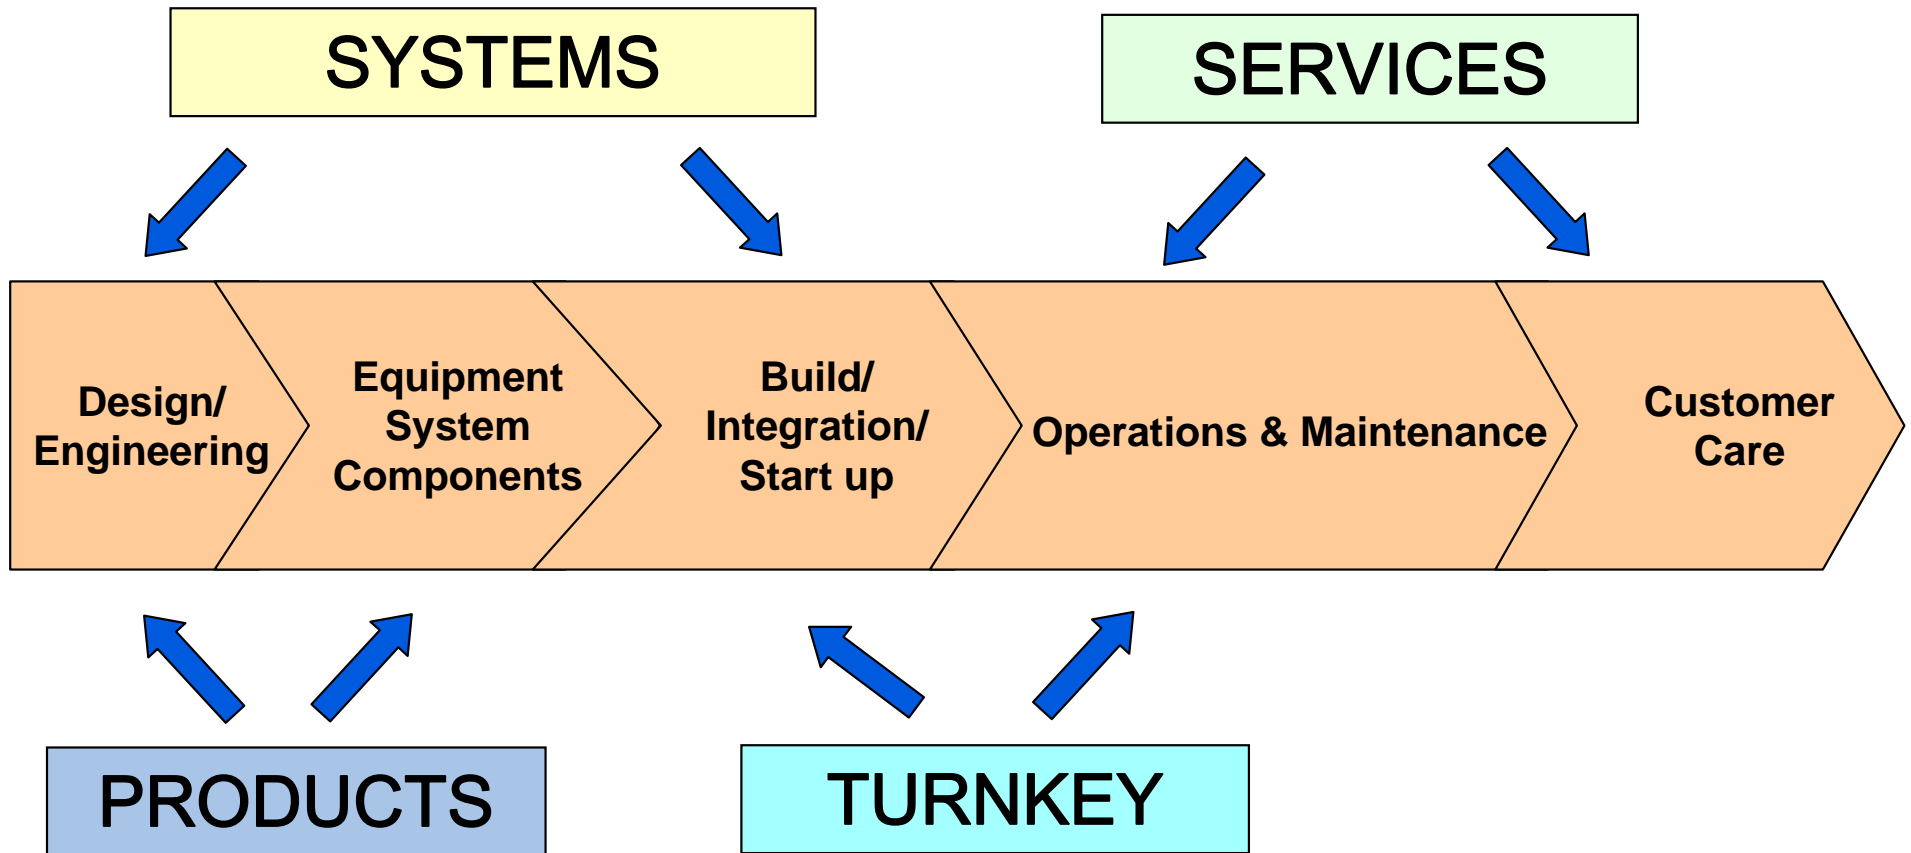 SYSTEMS
SERVICES
Design/
Engineering
Equipment
System
Components
Build/
Integration/
Start up
Operations & Maintenance
Customer
Care
PRODUCTS
TURNKEY